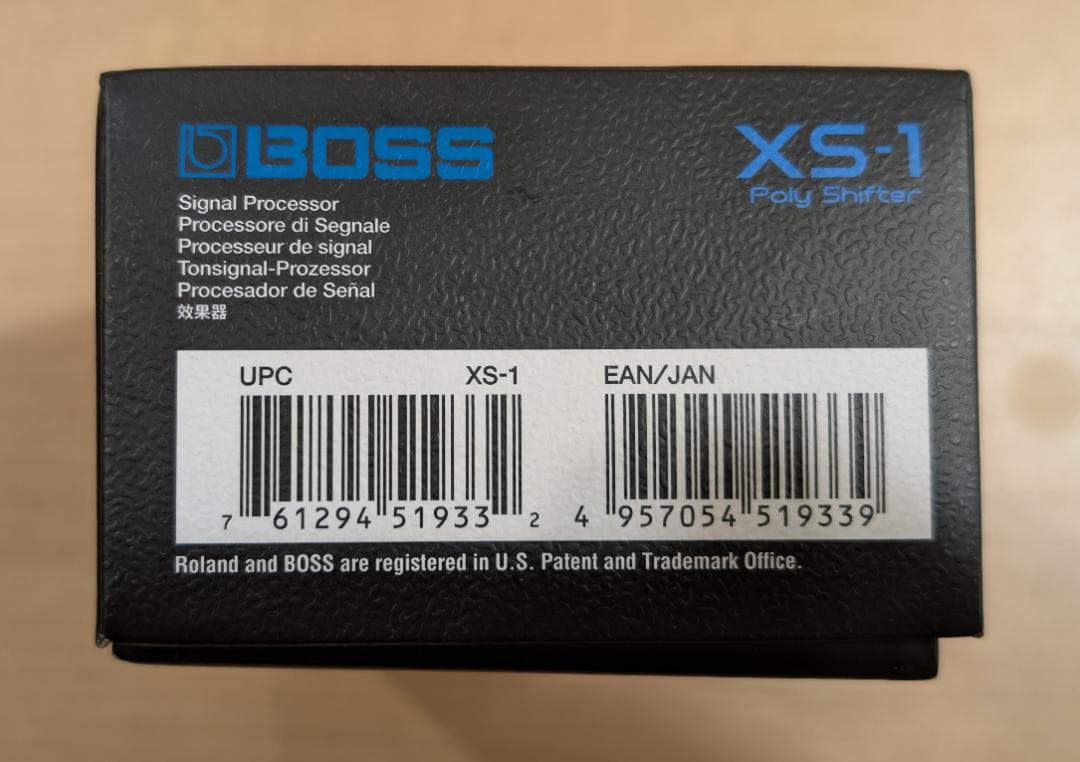 BOSS
XS-1
Poly Shifter
Signal Processor
Processore di Segnale
Processeur de signal
Tonsignal-Prozessor
Procesador de Señal
效果器
UPC XS-1
7 61294 51933 2
EAN/JAN
4 957054 519339
Roland and BOSS are registered in U.S. Patent and Trademark Office.